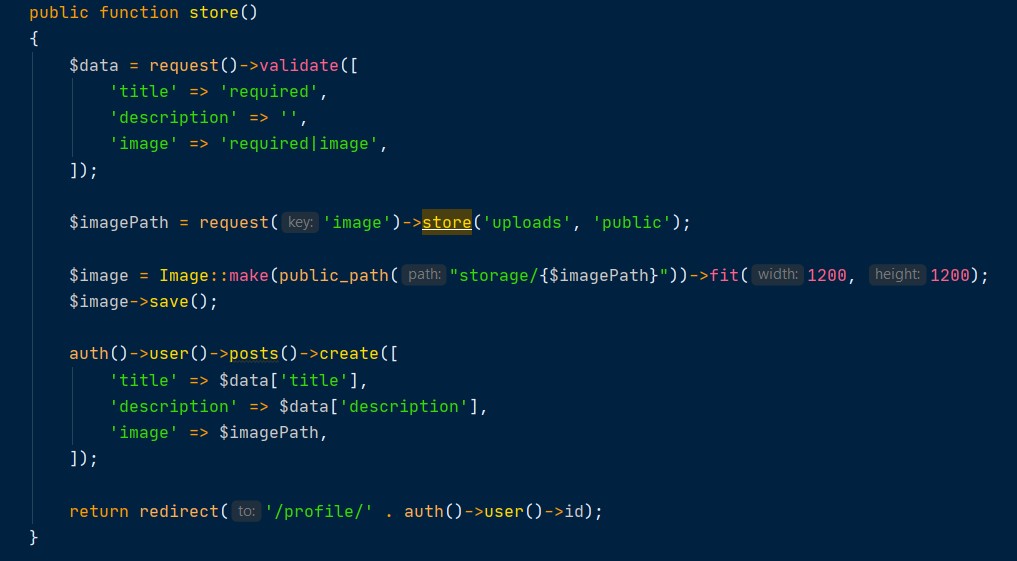 public function store()
{
$data = request()->validate([
'title' => 'required',
'description' => '',
'image' => 'required|image',
]);
$imagePath = request( key: 'image')->store('uploads', 'public');
$image = Image::make(public_path( path: "storage/{$imagePath}"))->fit( width: 1200, height: 1200);
$image->save();
auth()->user()->posts()->create([
'title' => $data['title'],
'description' => $data['description'],
'image' => $imagePath,
]);
return redirect( to: '/profile/' . auth()->user()->id);
}